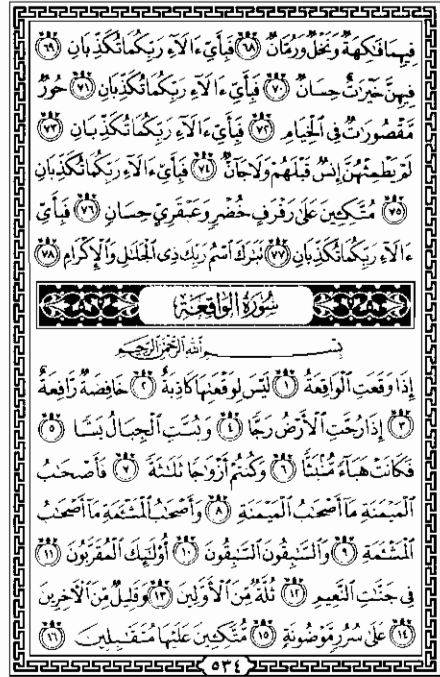 فِيهِمَا فَٰكِهَةٌ وَنَخْلٌ وَرُمَّانٌ ٦٨ فَبِأَيِّ ءَالَآءِ رَبِّكُمَا تُكَذِّبَانِ ٦٩
فِيهِنَّ خَيْرَٰتٌ حِسَانٌ ٧٠ فَبِأَيِّ ءَالَآءِ رَبِّكُمَا تُكَذِّبَانِ ٧١ حُورٌ
مَّقْصُورَٰتٌ فِي ٱلْخِيَامِ ٧٢ فَبِأَيِّ ءَالَآءِ رَبِّكُمَا تُكَذِّبَانِ ٧٣
لَمْ يَطْمِثْهُنَّ إِنسٌ قَبْلَهُمْ وَلَا جَآنٌّ ٧٤ فَبِأَيِّ ءَالَآءِ رَبِّكُمَا تُكَذِّبَانِ
٧٥ مُتَّكِـِٔينَ عَلَىٰ رَفْرَفٍ خُضْرٍ وَعَبْقَرِيٍّ حِسَانٍ ٧٦ فَبِأَيِّ
ءَالَآءِ رَبِّكُمَا تُكَذِّبَانِ ٧٧ تَبَٰرَكَ ٱسْمُ رَبِّكَ ذِي ٱلْجَلَٰلِ وَٱلْإِكْرَامِ ٧٨
سُورَةُ الوَاقِعَة
بِسْمِ ٱللَّهِ ٱلرَّحْمَٰنِ ٱلرَّحِيمِ
إِذَا وَقَعَتِ ٱلْوَاقِعَةُ ١ لَيْسَ لِوَقْعَتِهَا كَاذِبَةٌ ٢ خَافِضَةٌ رَّافِعَةٌ
٣ إِذَا رُجَّتِ ٱلْأَرْضُ رَجًّا ٤ وَبُسَّتِ ٱلْجِبَالُ بَسًّا ٥
فَكَانَتْ هَبَآءً مُّنۢبَثًّا ٦ وَكُنتُمْ أَزْوَٰجًا ثَلَٰثَةً ٧ فَأَصْحَٰبُ
ٱلْمَيْمَنَةِ مَآ أَصْحَٰبُ ٱلْمَيْمَنَةِ ٨ وَأَصْحَٰبُ ٱلْمَشْـَٔمَةِ مَآ أَصْحَٰبُ
ٱلْمَشْـَٔمَةِ ٩ وَٱلسَّٰبِقُونَ ٱلسَّٰبِقُونَ ١٠ أُو۟لَٰٓئِكَ ٱلْمُقَرَّبُونَ ١١
فِي جَنَّٰتِ ٱلنَّعِيمِ ١٢ ثُلَّةٌ مِّنَ ٱلْأَوَّلِينَ ١٣ وَقَلِيلٌ مِّنَ ٱلْأٓخِرِينَ
١٤ عَلَىٰ سُرُرٍ مَّوْضُونَةٍ ١٥ مُّتَّكِـِٔينَ عَلَيْهَا مُتَقَٰبِلِينَ ١٦
٥٣٤